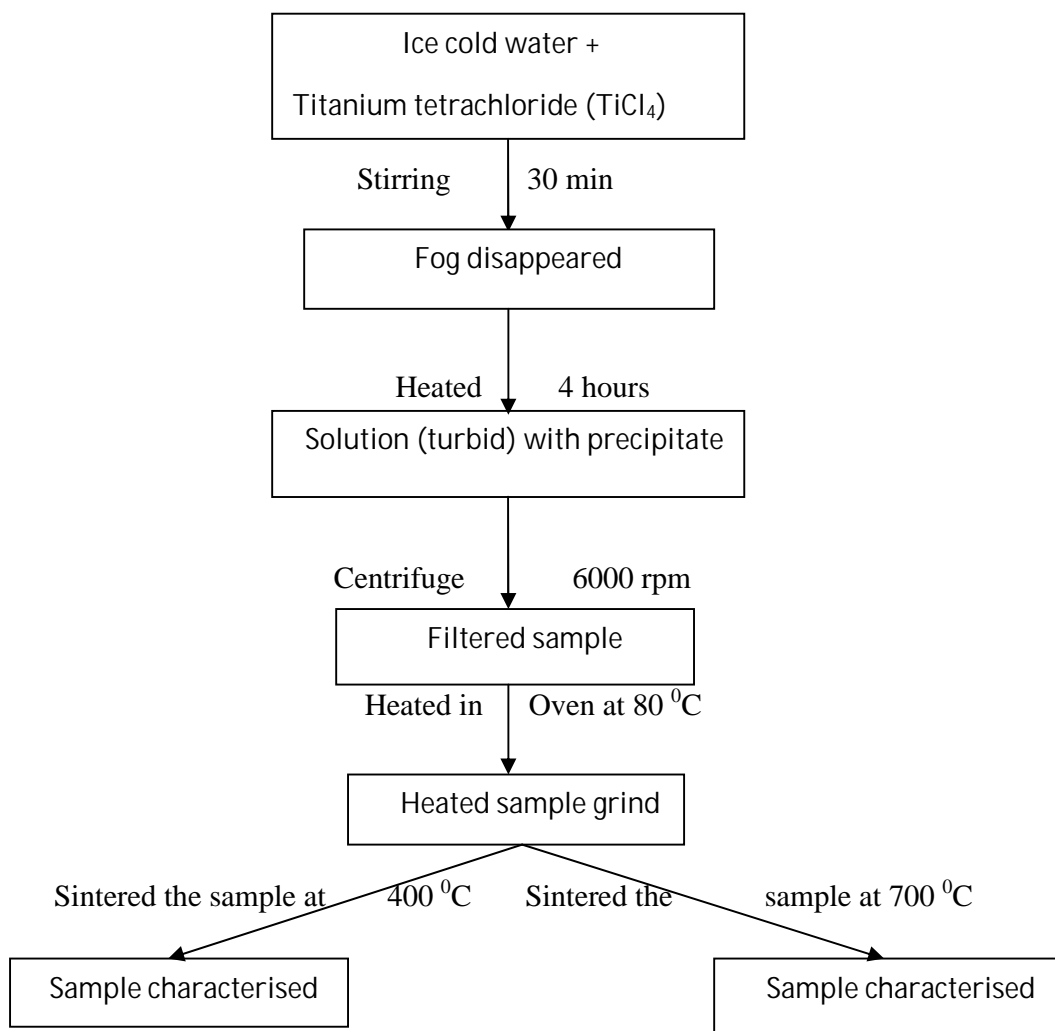 Ice cold water +
Titanium tetrachloride (TiCl₄)
Stirring 30 min
Fog disappeared
Heated 4 hours
Solution (turbid) with precipitate
Centrifuge 6000 rpm
Filtered sample
Heated in Oven at 80 ⁰C
Heated sample grind
Sintered the sample at 400 ⁰C Sintered the sample at 700 ⁰C
Sample characterised Sample characterised